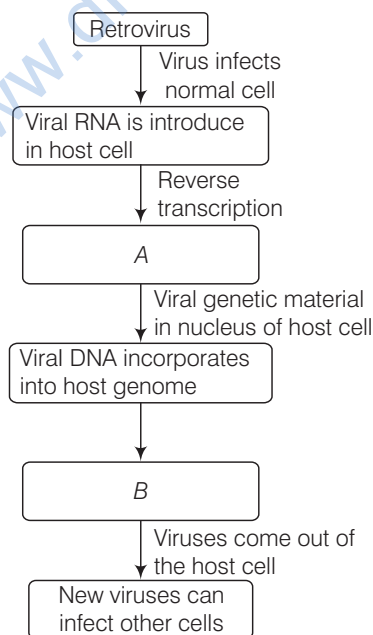 Retrovirus
Virus infects
normal cell
Viral RNA is introduce
in host cell
Reverse
transcription
A
Viral genetic material
in nucleus of host cell
Viral DNA incorporates
into host genome
B
Viruses come out of
the host cell
New viruses can
infect other cells